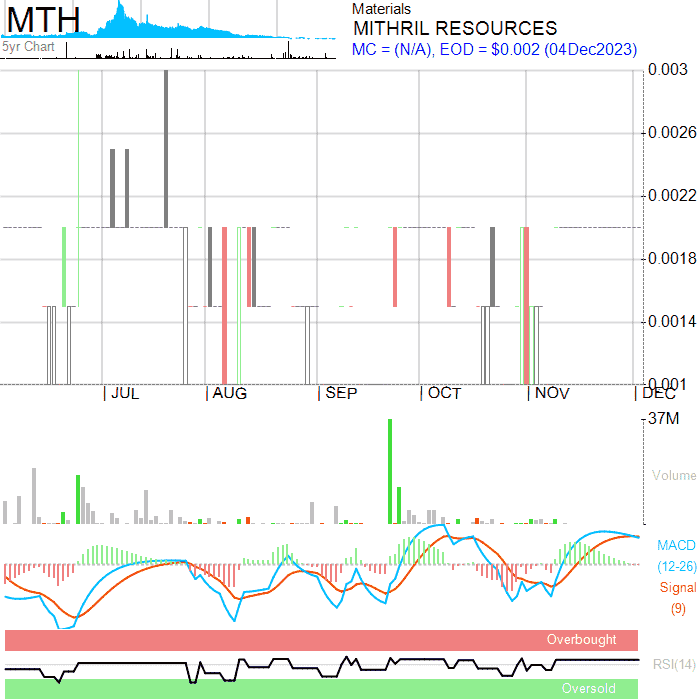 MTH
5yr Chart
Materials
MITHRIL RESOURCES
MC = (N/A), EOD = $0.002 (04Dec2023)
0.003
0.0026
0.0022
0.0018
0.0014
0.001
JUL AUG SEP OCT NOV DEC
37M
Volume
MACD
(12-26)
Signal
(9)
Overbought
RSI(14)
Oversold